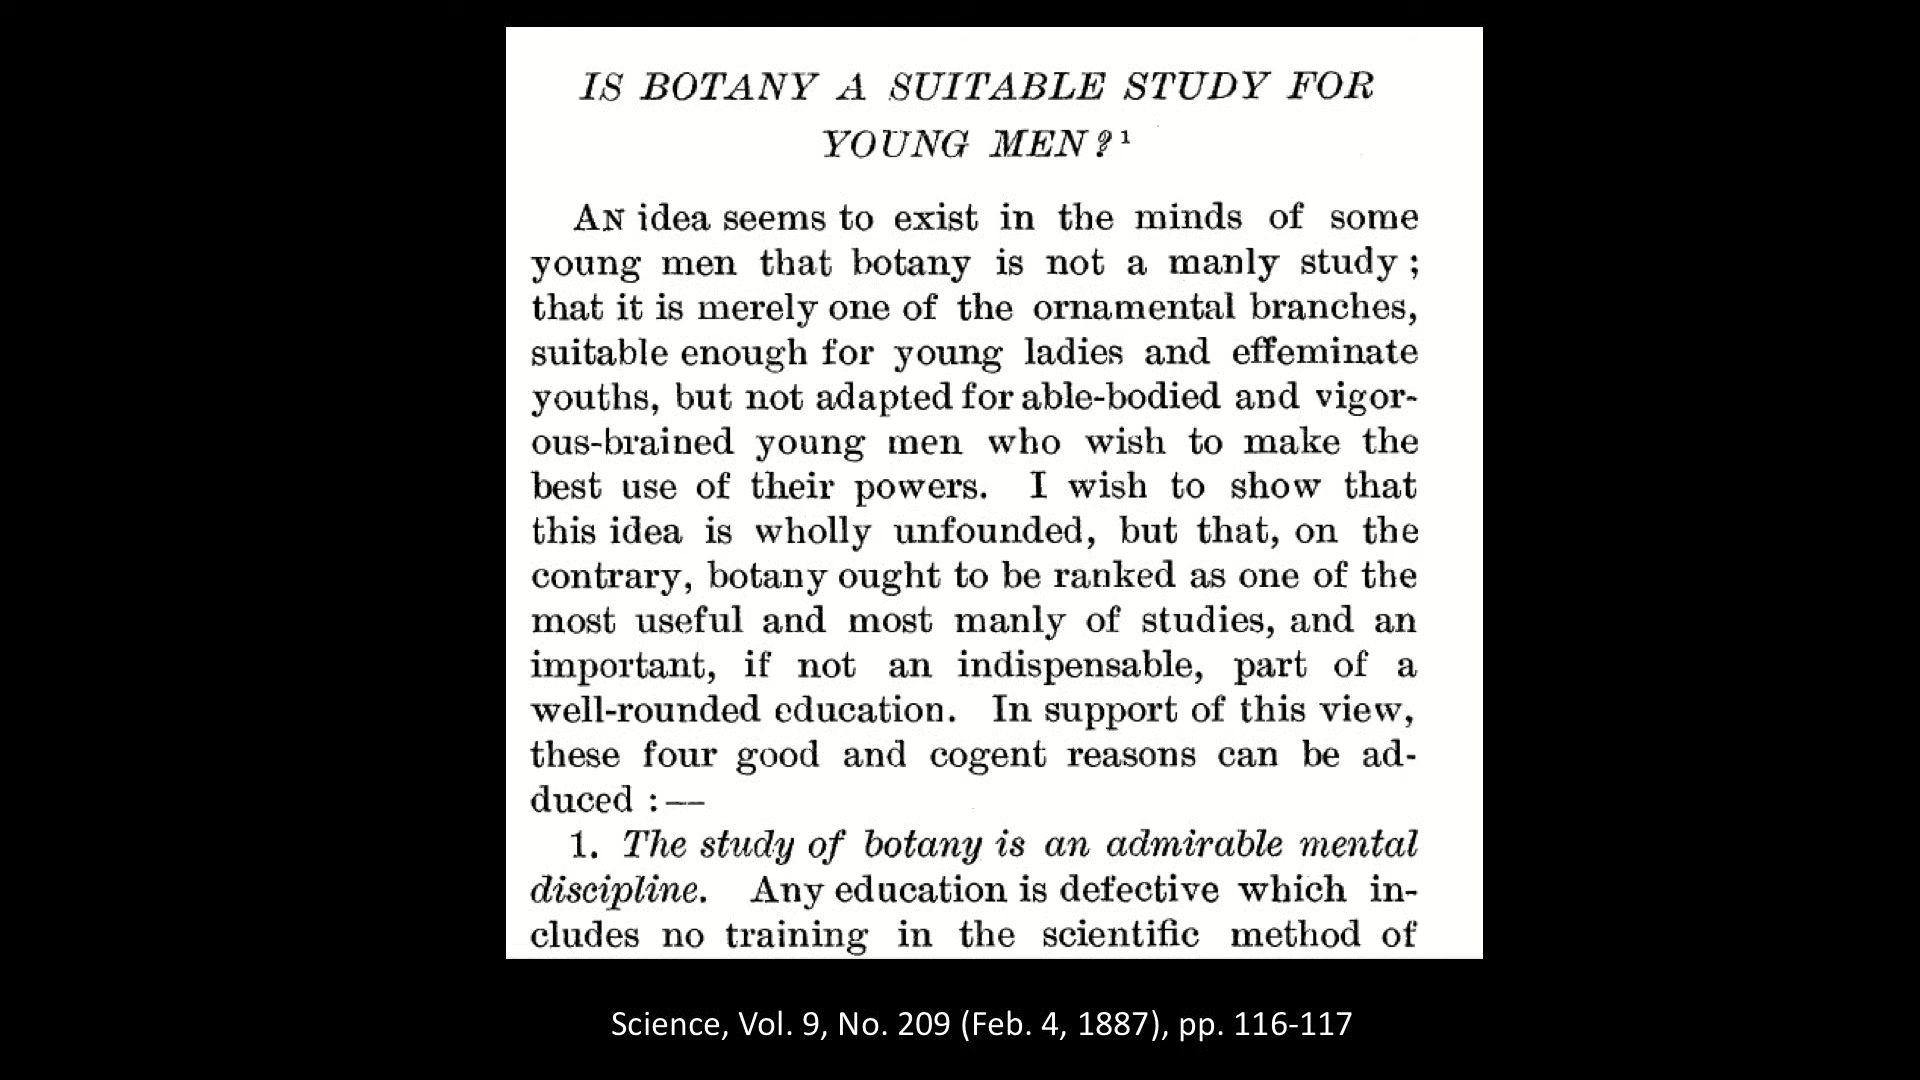 IS BOTANY A SUITABLE STUDY FOR
YOUNG MEN?¹
AN idea seems to exist in the minds of some
young men that botany is not a manly study ;
that it is merely one of the ornamental branches,
suitable enough for young ladies and effeminate
youths, but not adapted for able-bodied and vigor-
ous-brained young men who wish to make the
best use of their powers. I wish to show that
this idea is wholly unfounded, but that, on the
contrary, botany ought to be ranked as one of the
most useful and most manly of studies, and an
important, if not an indispensable, part of a
well-rounded education. In support of this view,
these four good and cogent reasons can be ad-
duced :—
1. The study of botany is an admirable mental
discipline. Any education is defective which in-
cludes no training in the scientific method of
Science, Vol. 9, No. 209 (Feb. 4, 1887), pp. 116-117